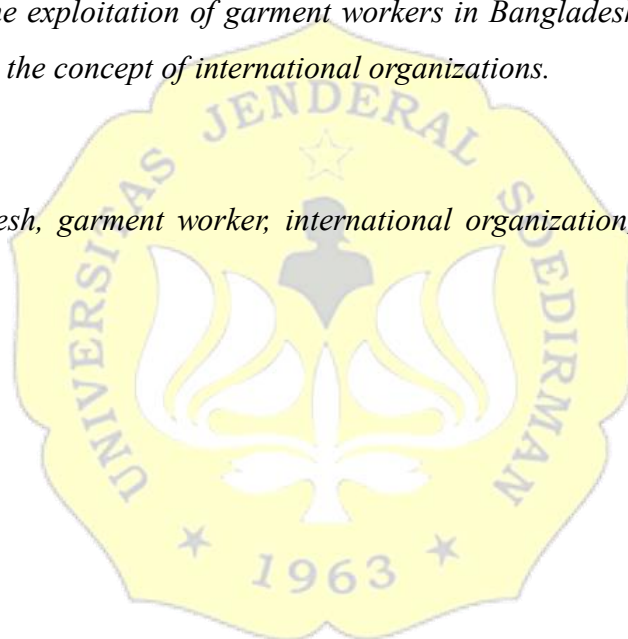 he exploitation of garment workers in Bangladesh
the concept of international organizations.
esh, garment worker, international organization,
UNIVERSITAS JENDERAL SOEDIRMAN
1963